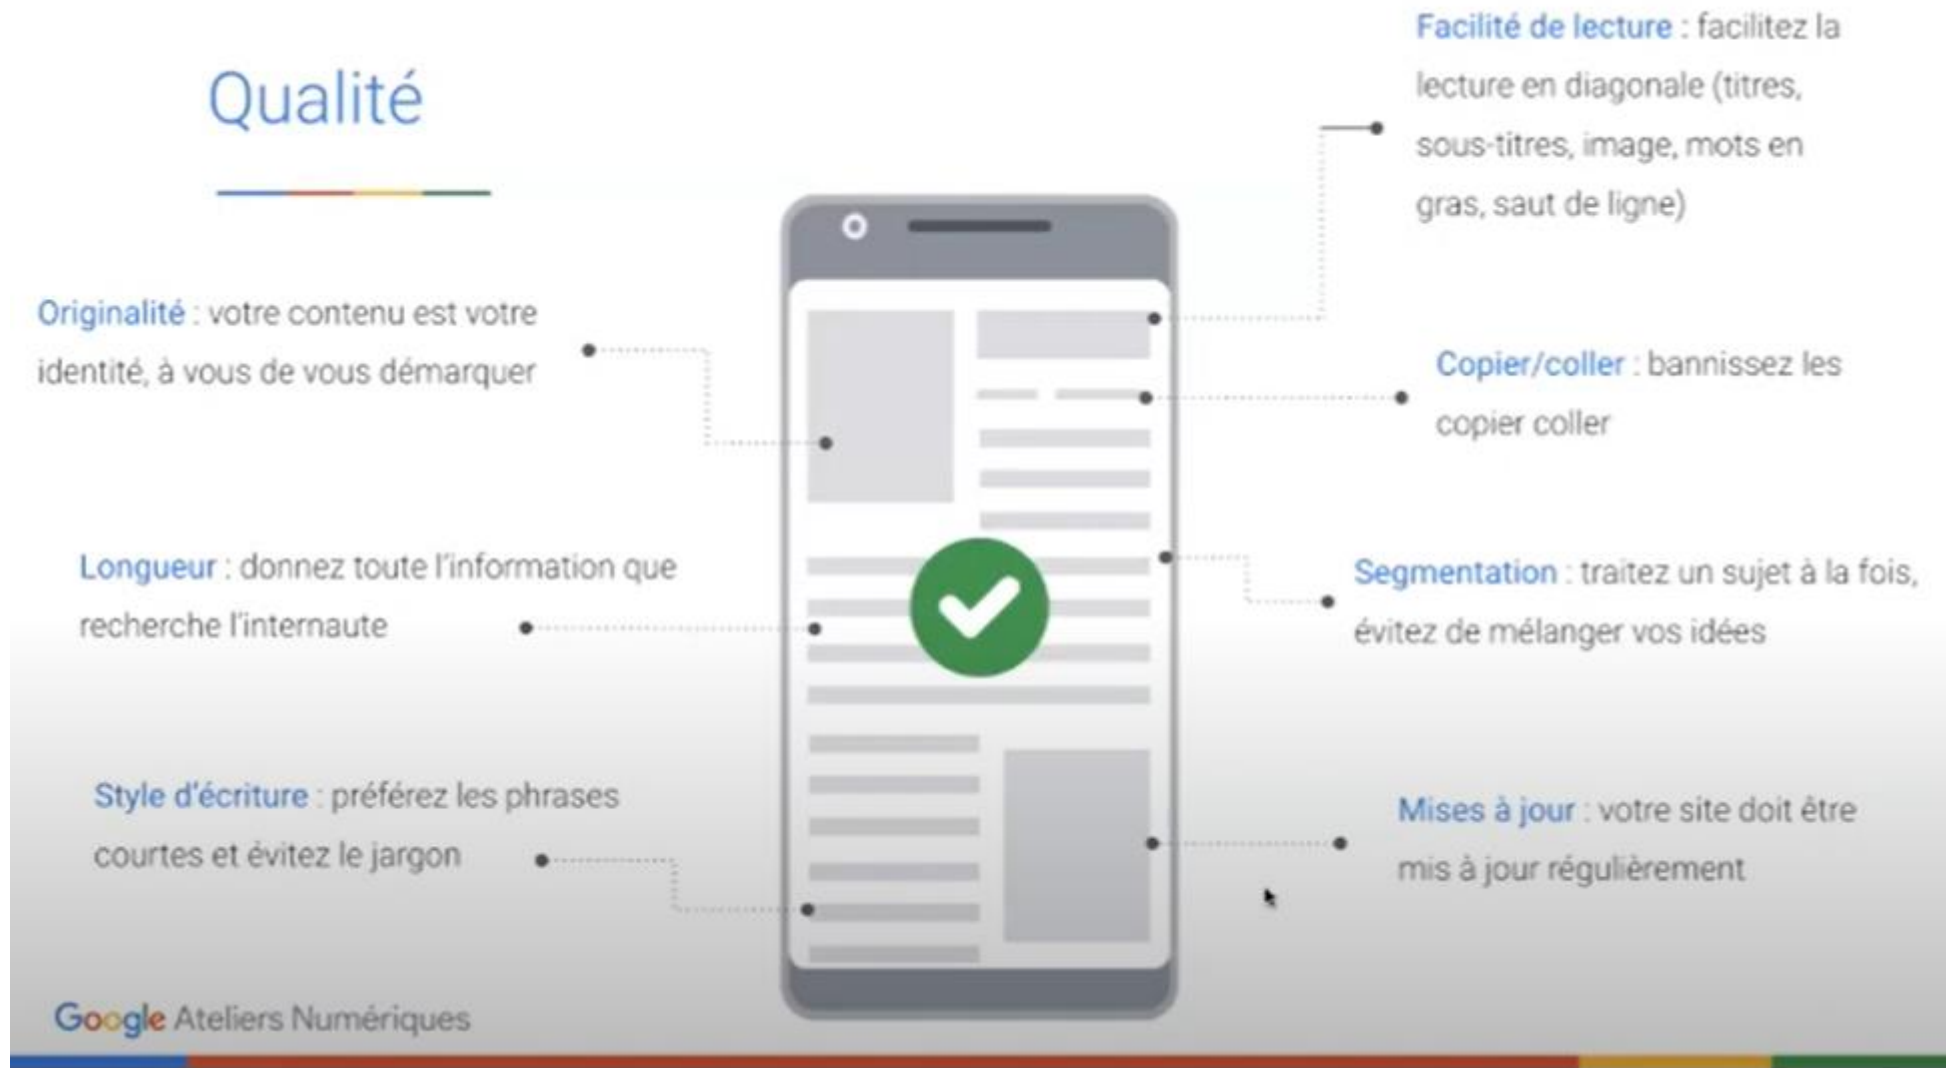 Qualité
Originalité : votre contenu est votre
identité, à vous de vous démarquer
Longueur : donnez toute l'information que
recherche l'internaute
Style d'écriture : préférez les phrases
courtes et évitez le jargon
Facilité de lecture : facilitez la
lecture en diagonale (titres,
sous-titres, image, mots en
gras, saut de ligne)
Copier/coller : bannissez les
copier coller
Segmentation : traitez un sujet à la fois,
évitez de mélanger vos idées
Mises à jour : votre site doit être
mis à jour régulièrement
Google Ateliers Numériques